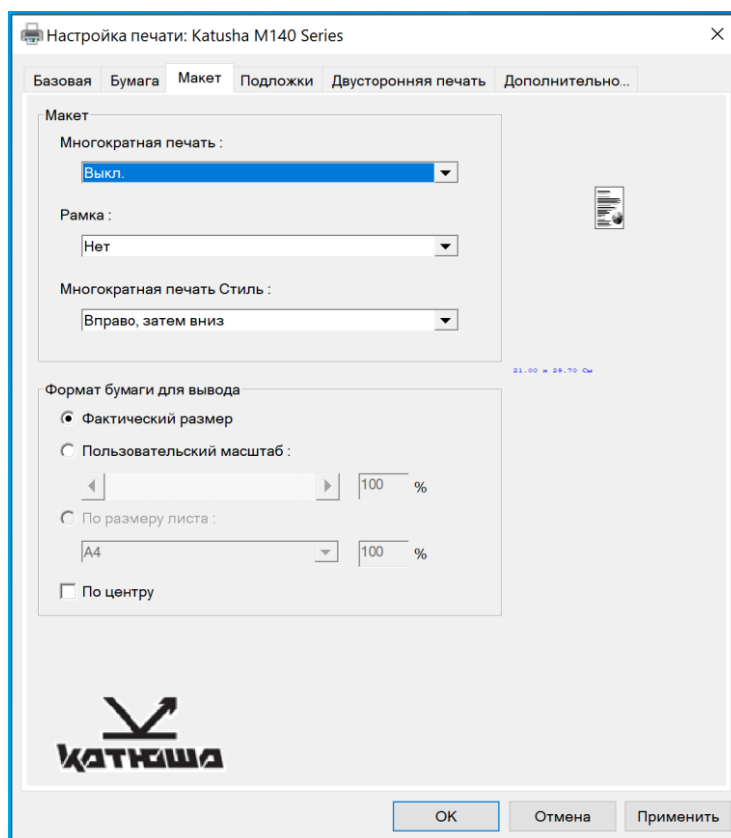 Настройка печати: Katusha M140 Series
Базовая Бумага Макет Подложки Двусторонняя печать Дополнительно...
Макет
Многократная печать :
Выкл.
Рамка :
Нет
Многократная печать Стиль :
Вправо, затем вниз
21.00 x 29.70 См
Формат бумаги для вывода
Фактический размер
Пользовательский масштаб :
100 %
По размеру листа :
A4 100 %
По центру
катюша
OK Отмена Применить